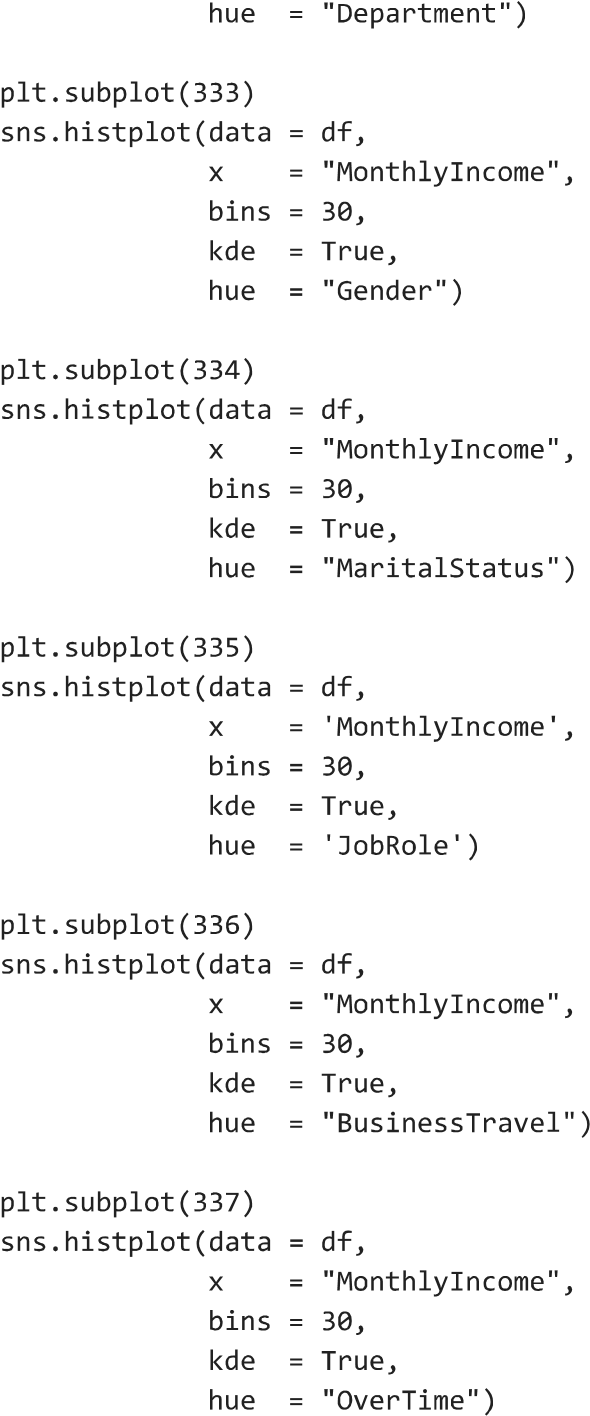 hue  = "Department")

plt.subplot(333)
sns.histplot(data = df,
             x    = "MonthlyIncome",
             bins = 30,
             kde  = True,
             hue  = "Gender")

plt.subplot(334)
sns.histplot(data = df,
             x    = "MonthlyIncome",
             bins = 30,
             kde  = True,
             hue  = "MaritalStatus")

plt.subplot(335)
sns.histplot(data = df,
             x    = 'MonthlyIncome',
             bins = 30,
             kde  = True,
             hue  = 'JobRole')

plt.subplot(336)
sns.histplot(data = df,
             x    = "MonthlyIncome",
             bins = 30,
             kde  = True,
             hue  = "BusinessTravel")

plt.subplot(337)
sns.histplot(data = df,
             x    = "MonthlyIncome",
             bins = 30,
             kde  = True,
             hue  = "OverTime")